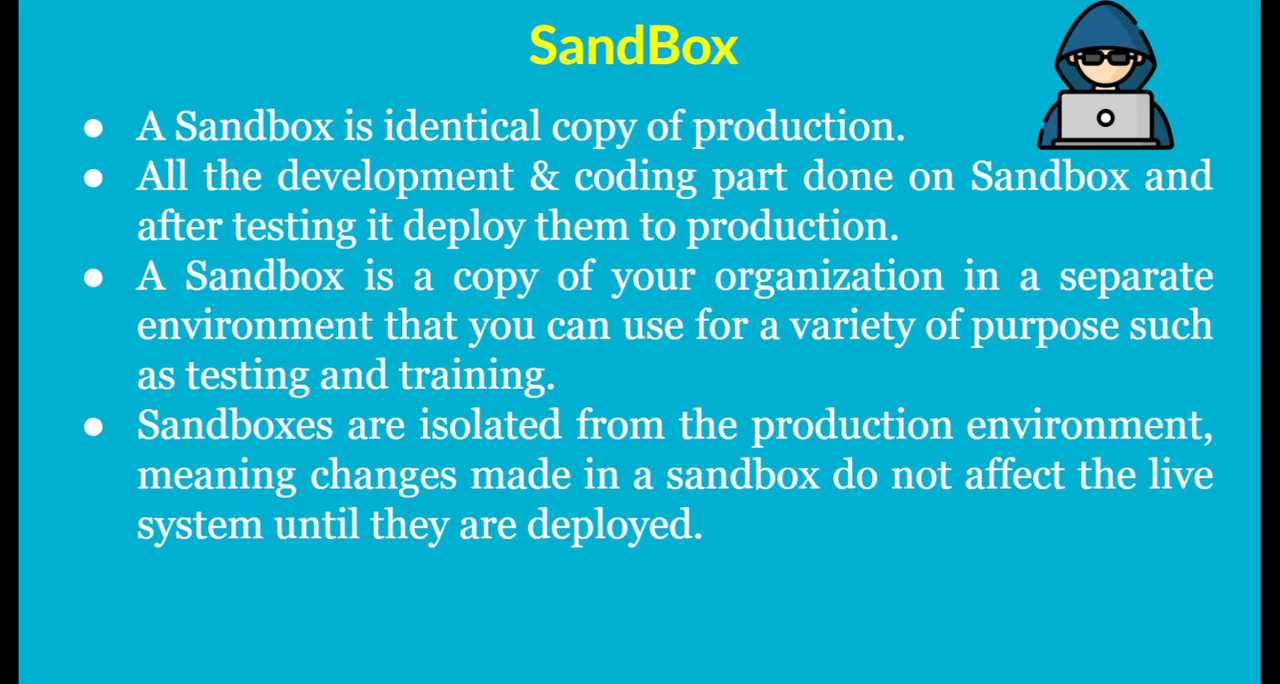 SandBox
● A Sandbox is identical copy of production.
● All the development & coding part done on Sandbox and
after testing it deploy them to production.
● A Sandbox is a copy of your organization in a separate
environment that you can use for a variety of purpose such
as testing and training.
● Sandboxes are isolated from the production environment,
meaning changes made in a sandbox do not affect the live
system until they are deployed.